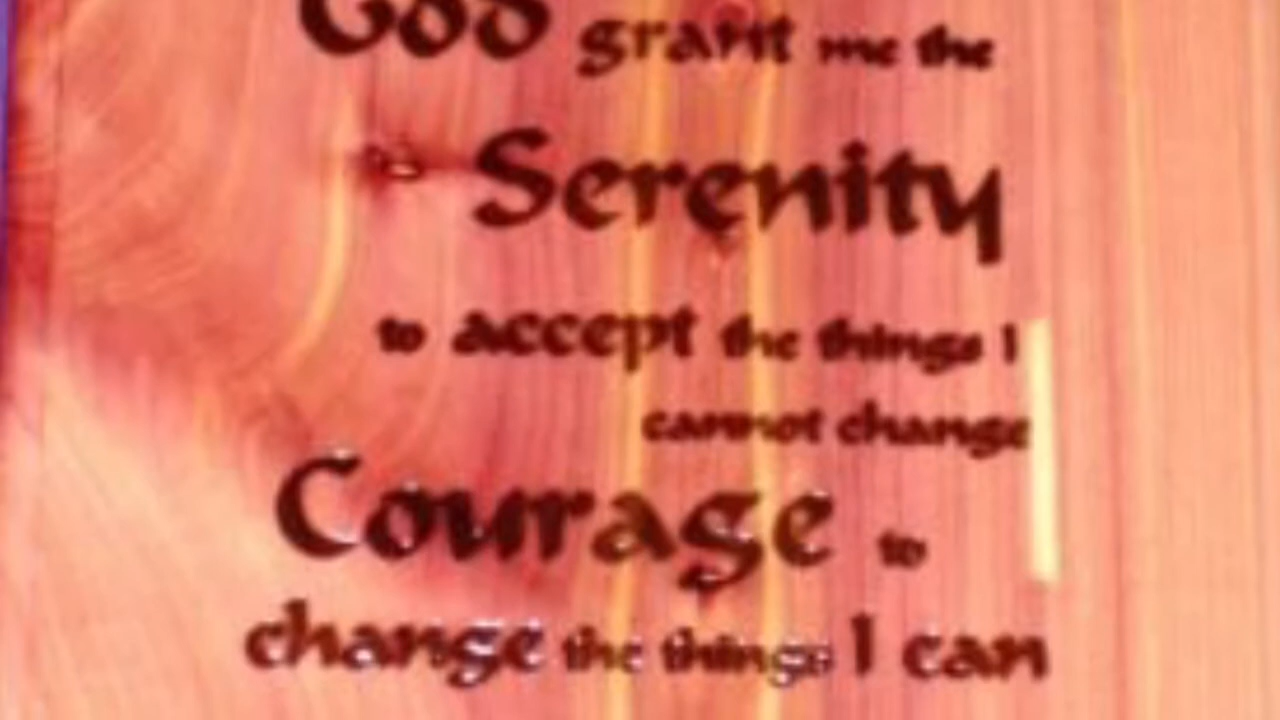 God grant me the
Serenity
to accept the things I
cannot change
Courage to
change the things I can